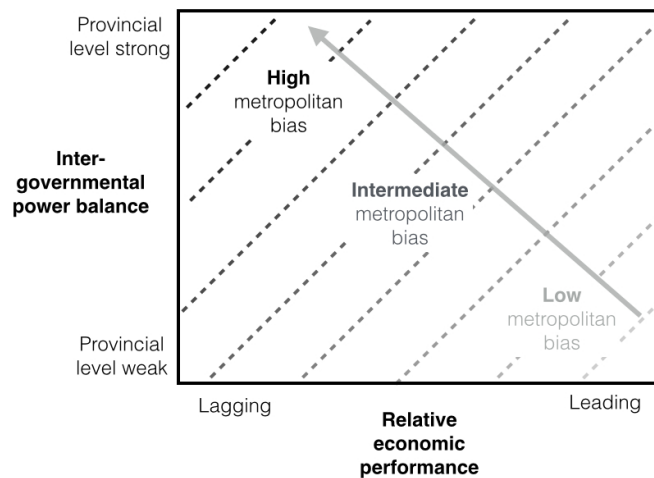 Provincial
level strong
High
metropolitan
bias
Inter-
governmental
power balance
Intermediate
metropolitan
bias
Low
metropolitan
bias
Provincial
level weak
Lagging
Leading
Relative
economic
performance